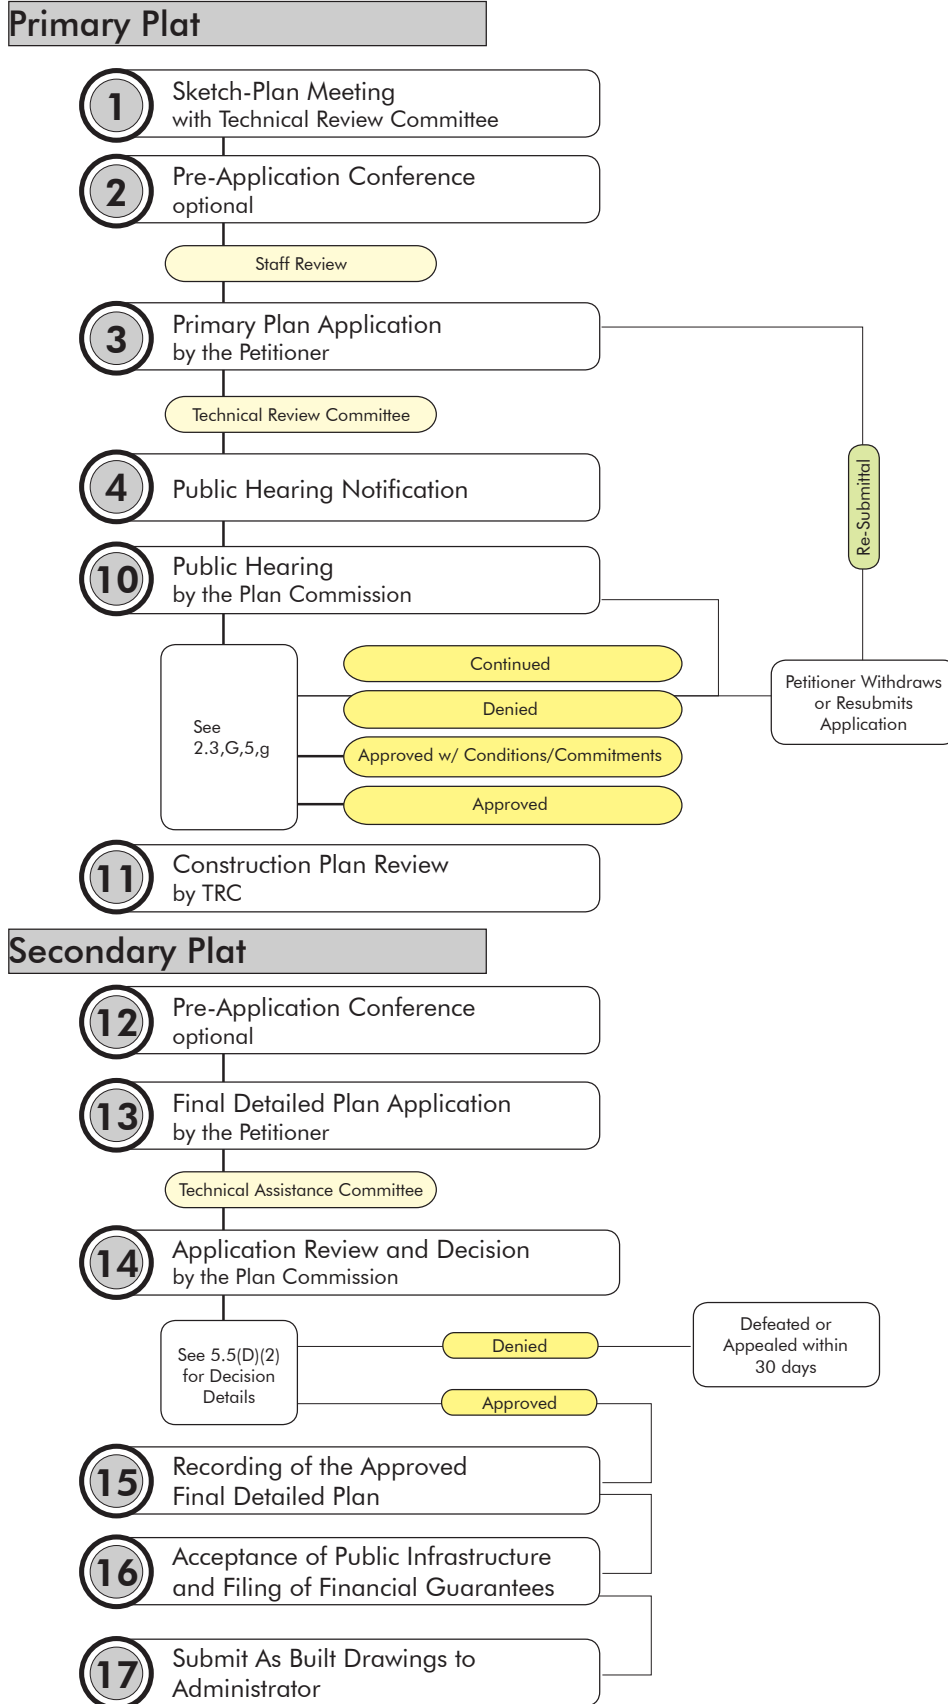 Primary Plat
1
Sketch-Plan Meeting
with Technical Review Committee
2
Pre-Application Conference
optional
Staff Review
3
Primary Plan Application
by the Petitioner
Technical Review Committee
4
Public Hearing Notification
Re-Submittal
10
Public Hearing
by the Plan Commission
See
2.3,G,5,g
Continued
Denied
Approved w/ Conditions/Commitments
Approved
Petitioner Withdraws
or Resubmits
Application
11
Construction Plan Review
by TRC
Secondary Plat
12
Pre-Application Conference
optional
13
Final Detailed Plan Application
by the Petitioner
Technical Assistance Committee
14
Application Review and Decision
by the Plan Commission
See 5.5(D)(2)
for Decision
Details
Denied
Approved
Defeated or
Appealed within
30 days
15
Recording of the Approved
Final Detailed Plan
16
Acceptance of Public Infrastructure
and Filing of Financial Guarantees
17
Submit As Built Drawings to
Administrator